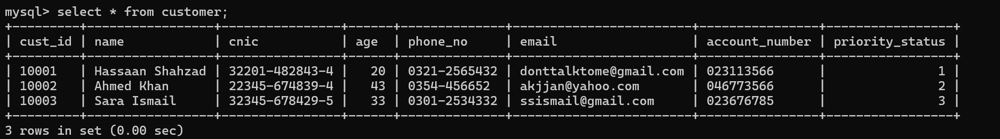 mysql> select * from customer;
+---------+-----------------+----------------+------+--------------+------------------------+----------------+-----------------+
| cust_id | name            | cnic           | age  | phone_no     | email                  | account_number | priority_status |
+---------+-----------------+----------------+------+--------------+------------------------+----------------+-----------------+
| 10001   | Hassaan Shahzad | 32201-482843-4 |   20 | 0321-2565432 | donttalktome@gmail.com | 023113566      |               1 |
| 10002   | Ahmed Khan      | 22345-674839-4 |   43 | 0354-456652  | akjjan@yahoo.com       | 046773566      |               2 |
| 10003   | Sara Ismail     | 32345-678429-5 |   33 | 0301-2534332 | ssismail@gmail.com     | 023676785      |               3 |
+---------+-----------------+----------------+------+--------------+------------------------+----------------+-----------------+
3 rows in set (0.00 sec)